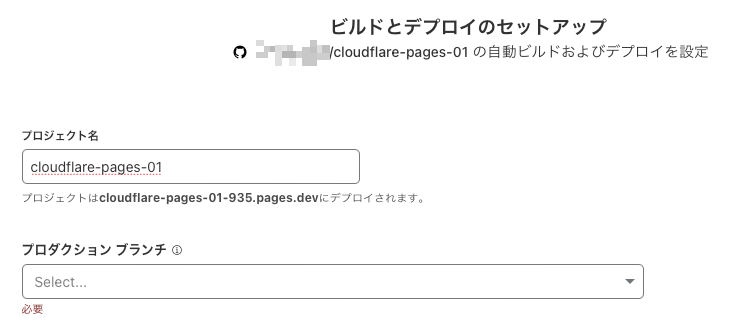 ビルドとデプロイのセットアップ
/cloudflare-pages-01 の自動ビルドおよびデプロイを設定
プロジェクト名
cloudflare-pages-01
プロジェクトはcloudflare-pages-01-935.pages.devにデプロイされます。
プロダクション ブランチ
Select...
必要